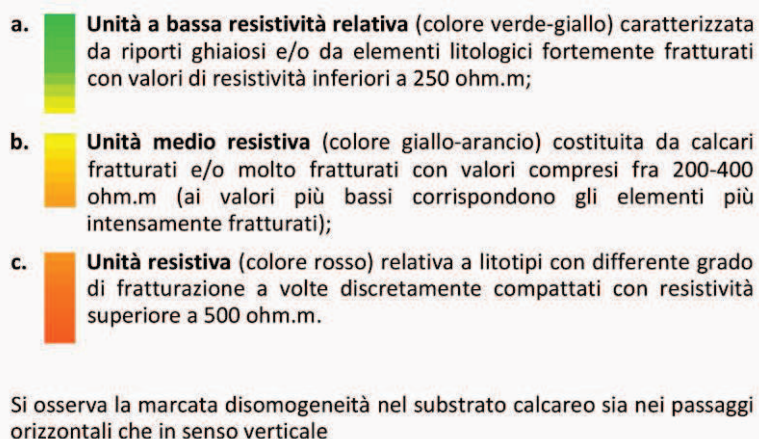 a. Unità a bassa resistività relativa (colore verde-giallo) caratterizzata
da riporti ghiaiosi e/o da elementi litologici fortemente fratturati
con valori di resistività inferiori a 250 ohm.m;
b. Unità medio resistiva (colore giallo-arancio) costituita da calcari
fratturati e/o molto fratturati con valori compresi fra 200-400
ohm.m (ai valori più bassi corrispondono gli elementi più
intensamente fratturati);
c. Unità resistiva (colore rosso) relativa a litotipi con differente grado
di fratturazione a volte discretamente compattati con resistività
superiore a 500 ohm.m.
Si osserva la marcata disomogeneità nel substrato calcareo sia nei passaggi
orizzontali che in senso verticale